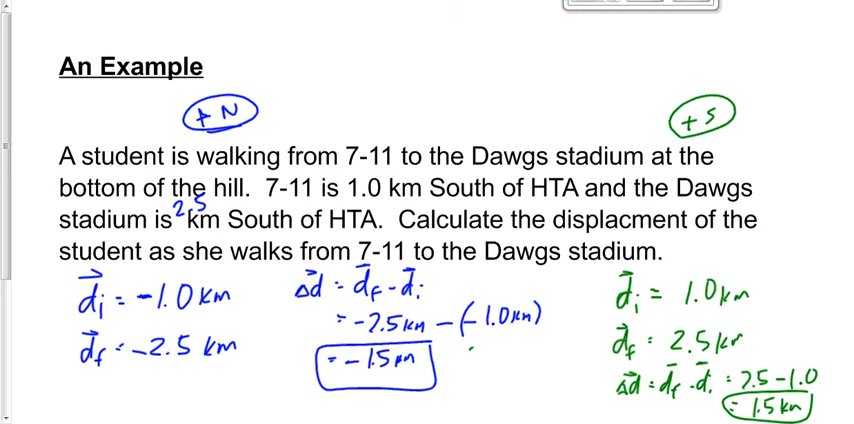 An Example
+ N
+ S
A student is walking from 7-11 to the Dawgs stadium at the
bottom of the hill.  7-11 is 1.0 km South of HTA and the Dawgs
stadium is 2.5 km South of HTA.  Calculate the displacment of the
student as she walks from 7-11 to the Dawgs stadium.
d⃗i = -1.0 km
d⃗f = -2.5 km
Δd⃗ = d⃗f - d⃗i
= -2.5 km - (-1.0 km)
= -1.5 km
d⃗i = 1.0 km
d⃗f = 2.5 km
Δd⃗ = d⃗f - d⃗i = 2.5 - 1.0
= 1.5 km